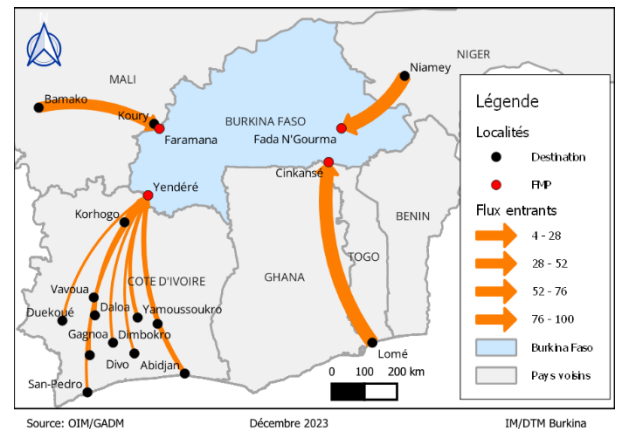 N
NIGER
Niamey
MALI
Bamako
Koury
Faramana
BURKINA FASO
Fada N'Gourma
Cinkansé
Yendéré
Korhogo
BENIN
TOGO
GHANA
COTE D'IVOIRE
Vavoua
Duekoué
Daloa
Yamoussoukro
Gagnoa
Dimbokro
Divo
Abidjan
San-Pedro
Lomé
0 100 200 km
Légende
Localités
Destination
FMP
Flux entrants
4 - 28
28 - 52
52 - 76
76 - 100
Burkina Faso
Pays voisins
Source: OIM/GADM Décembre 2023 IM/DTM Burkina